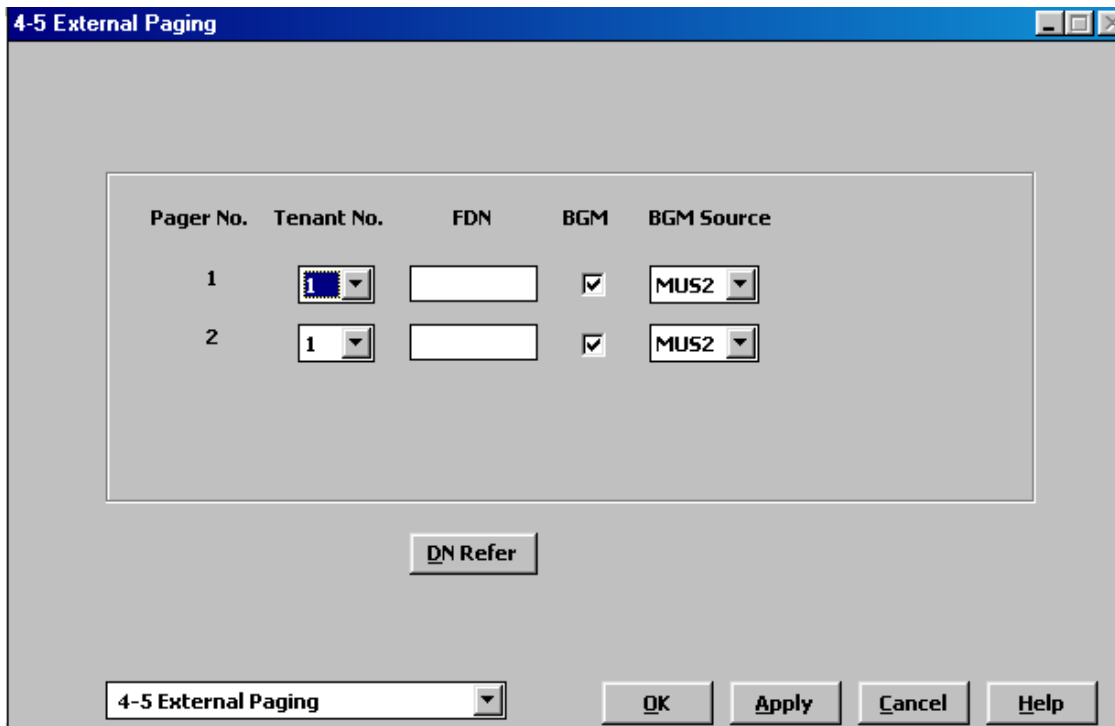 4-5 External Paging
Pager No. Tenant No. FDN BGM BGM Source
1 1 MUS2
2 1 MUS2
DN Refer
4-5 External Paging OK Apply Cancel Help